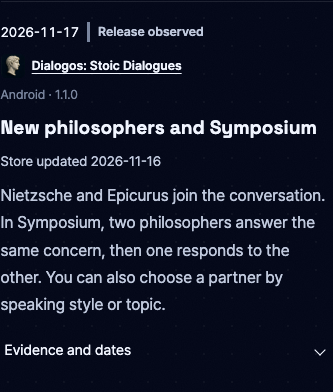 2026-11-17 | Release observed
Dialogos: Stoic Dialogues
Android · 1.1.0
New philosophers and Symposium
Store updated 2026-11-16
Nietzsche and Epicurus join the conversation.
In Symposium, two philosophers answer the
same concern, then one responds to the
other. You can also choose a partner by
speaking style or topic.
Evidence and dates